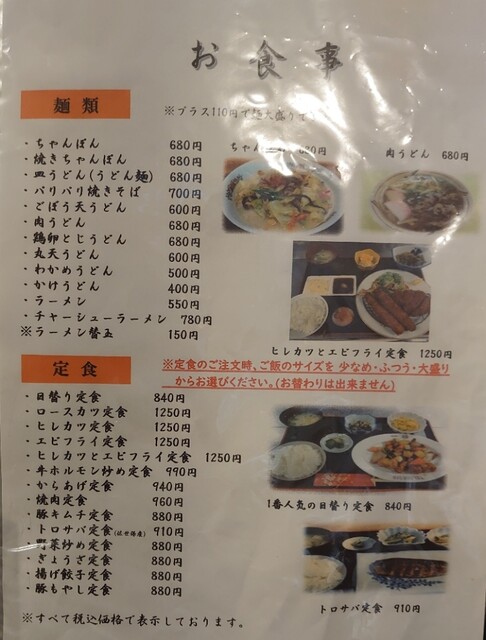 お食事
麺類
※プラス110円で麺大盛りで
ちゃんぽん 680円
肉うどん 680円
・ちゃんぽん 680円
・焼きちゃんぽん 680円
・皿うどん(うどん麺) 680円
・パリパリ焼きそば 700円
・ごぼう天うどん 600円
・肉うどん 680円
・鶏卵とじうどん 680円
・丸天うどん 600円
・わかめうどん 500円
・かけうどん 400円
・ラーメン 550円
・チャーシューラーメン 780円
※ラーメン替玉 150円
ヒレカツとエビフライ定食 1250円
定食
※定食のご注文時、ご飯のサイズを 少なめ・ふつう・大盛り
からお選びください。(お替わりは出来ません)
・日替り定食 840円
・ロースカツ定食 1250円
・ヒレカツ定食 1250円
・エビフライ定食 1250円
・ヒレカツとエビフライ定食 1250円
・牛ホルモン炒め定食 990円
・からあげ定食 940円
・焼肉定食 960円
・豚キムチ定食 880円
・トロサバ定食(佐世保産) 910円
・野菜炒め定食 880円
・ぎょうざ定食 880円
・揚げ餃子定食 880円
・豚もやし定食 880円
1番人気の日替り定食 840円
トロサバ定食 910円
※すべて税込価格で表示しております。